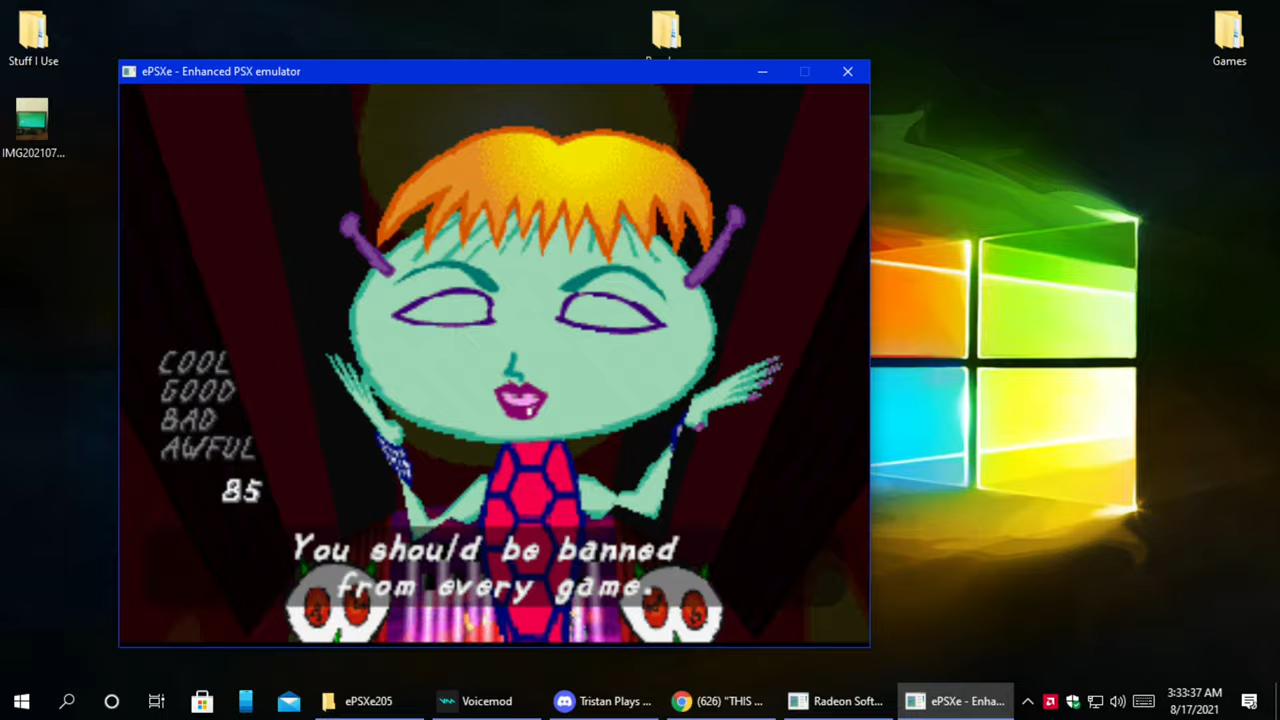 Stuff I Use
Games
IMG202107...
ePSXe - Enhanced PSX emulator
COOL
GOOD
BAD
AWFUL
85
You should be banned
from every game.
ePSXe205
Voicemod
Tristan Plays ...
(626) "THIS ...
Radeon Soft...
ePSXe - Enha...
3:33:37 AM
8/17/2021